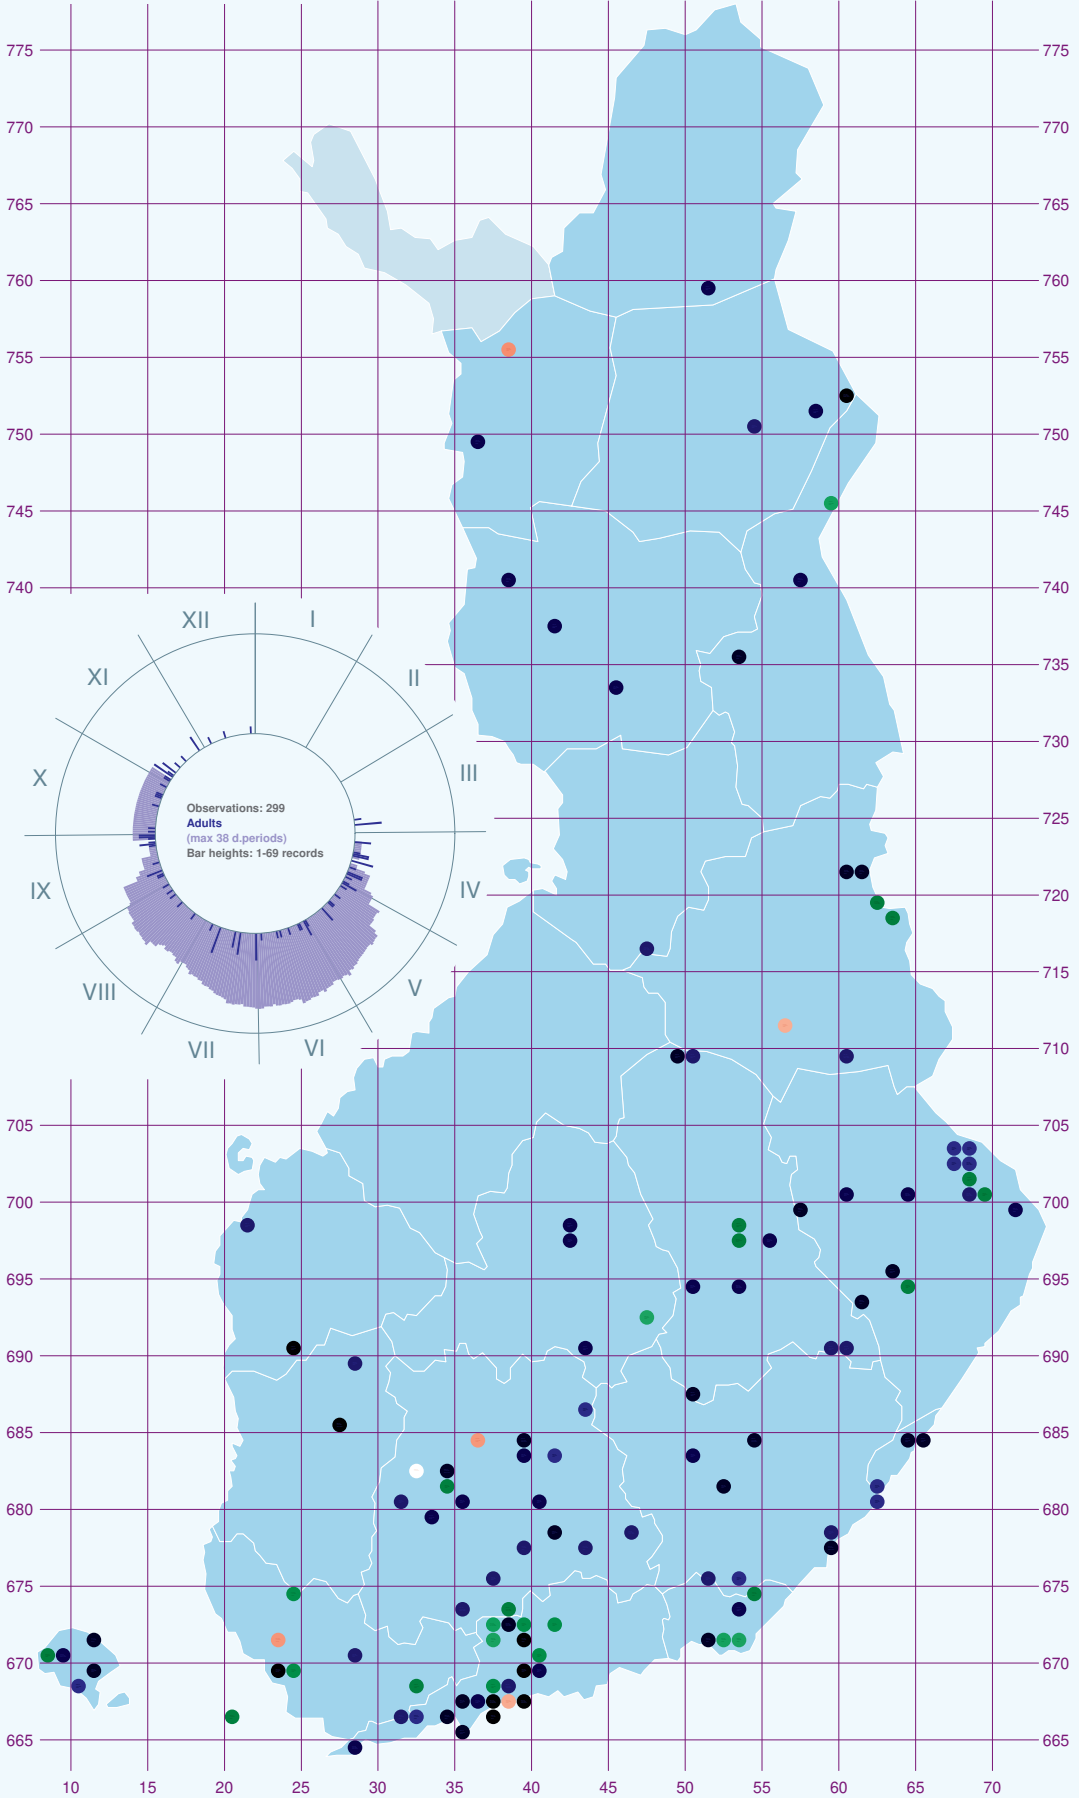 775 775
770 770
765 765
760 760
755 755
750 750
745 745
740 740
XII I
XI II
735
730
X III
Observations: 299
Adults
(max 38 d.periods)
Bar heights: 1-69 records
725
IX IV
720
VIII V
715
VII VI
710
705 705
700 700
695 695
690 690
685 685
680 680
675 675
670 670
665 665
10 15 20 25 30 35 40 45 50 55 60 65 70